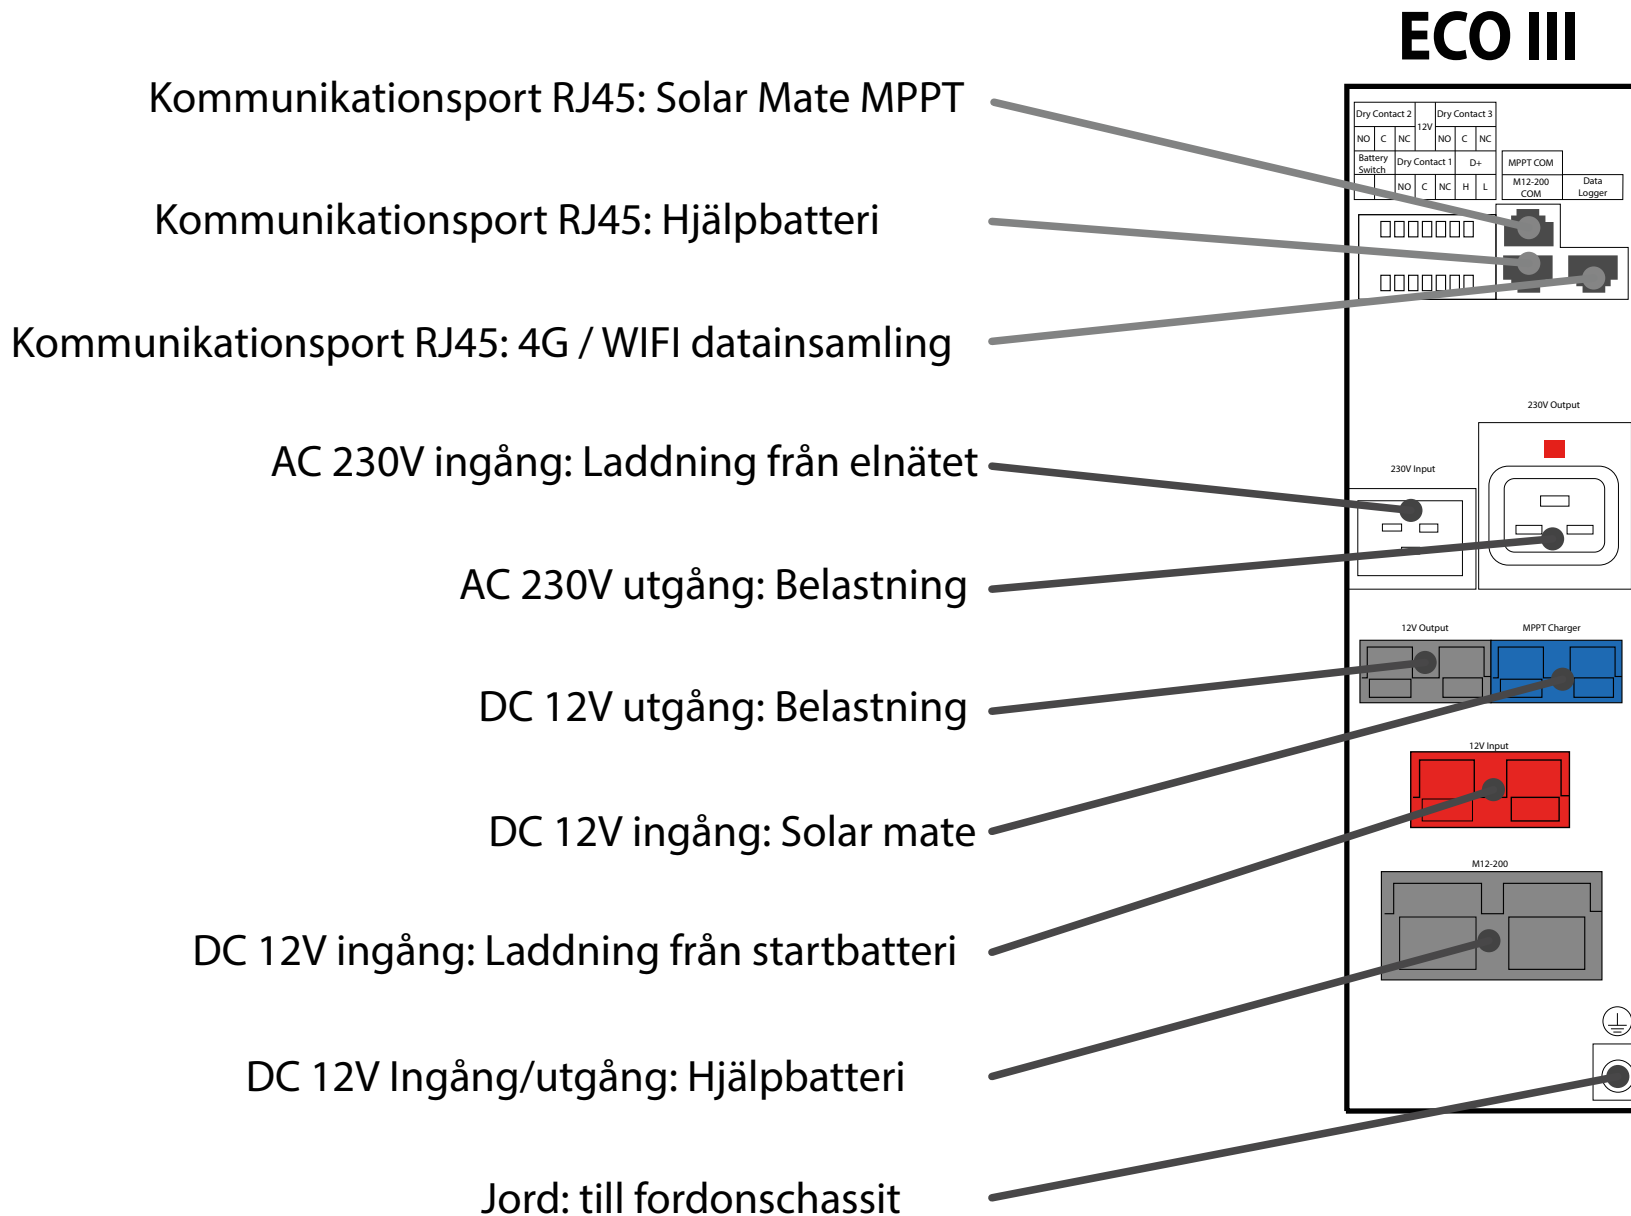 ECO III
Kommunikationsport RJ45: Solar Mate MPPT
Kommunikationsport RJ45: Hjälpbatteri
Kommunikationsport RJ45: 4G / WIFI datainsamling
AC 230V ingång: Laddning från elnätet
AC 230V utgång: Belastning
DC 12V utgång: Belastning
DC 12V ingång: Solar mate
DC 12V ingång: Laddning från startbatteri
DC 12V Ingång/utgång: Hjälpbatteri
Jord: till fordonschassit
Dry Contact 2 12V Dry Contact 3
NO C NC NO C NC
Battery Switch Dry Contact 1 D+
NO C NC H L
MPPT COM
M12-200 COM
Data Logger
230V Output
230V Input
12V Output
MPPT Charger
12V Input
M12-200